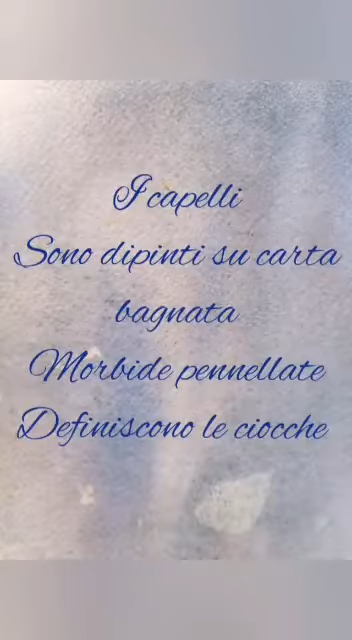 I capelli
Sono dipinti su carta
bagnata
Morbide pennellate
Definiscono le ciocche